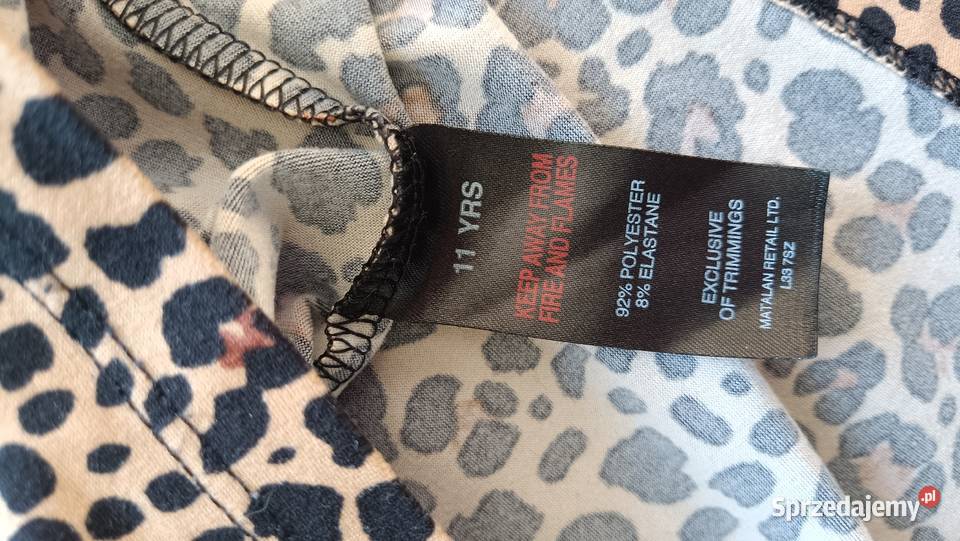 11 YRS
KEEP AWAY FROM
FIRE AND FLAMES
92% POLYESTER
8% ELASTANE
EXCLUSIVE
OF TRIMMINGS
MATALAN RETAIL LTD.
L33 7SZ
Sprzedajemy.pl